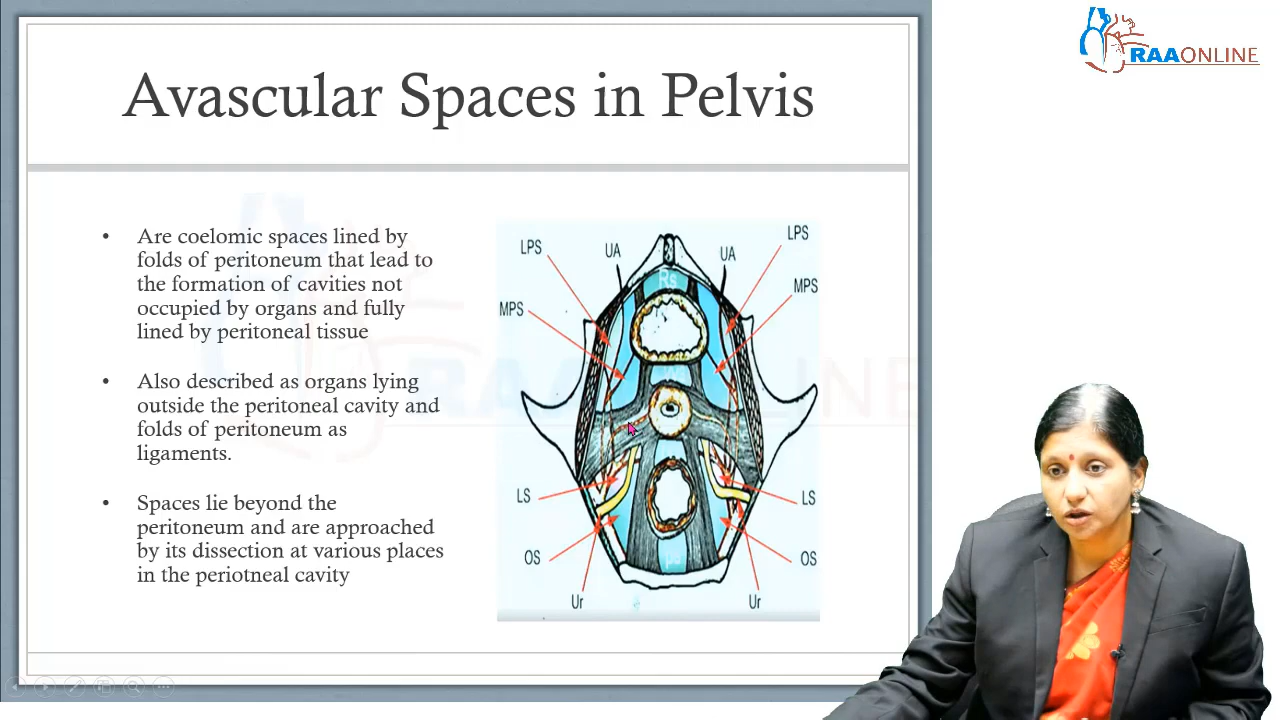 RAAONLINE
Avascular Spaces in Pelvis
• Are coelomic spaces lined by
folds of peritoneum that lead to
the formation of cavities not
occupied by organs and fully
lined by peritoneal tissue
• Also described as organs lying
outside the peritoneal cavity and
folds of peritoneum as
ligaments.
• Spaces lie beyond the
peritoneum and are approached
by its dissection at various places
in the periotneal cavity
LPS
UA
UA
LPS
MPS
MPS
Rs
LS
LS
OS
OS
Ur
Ur